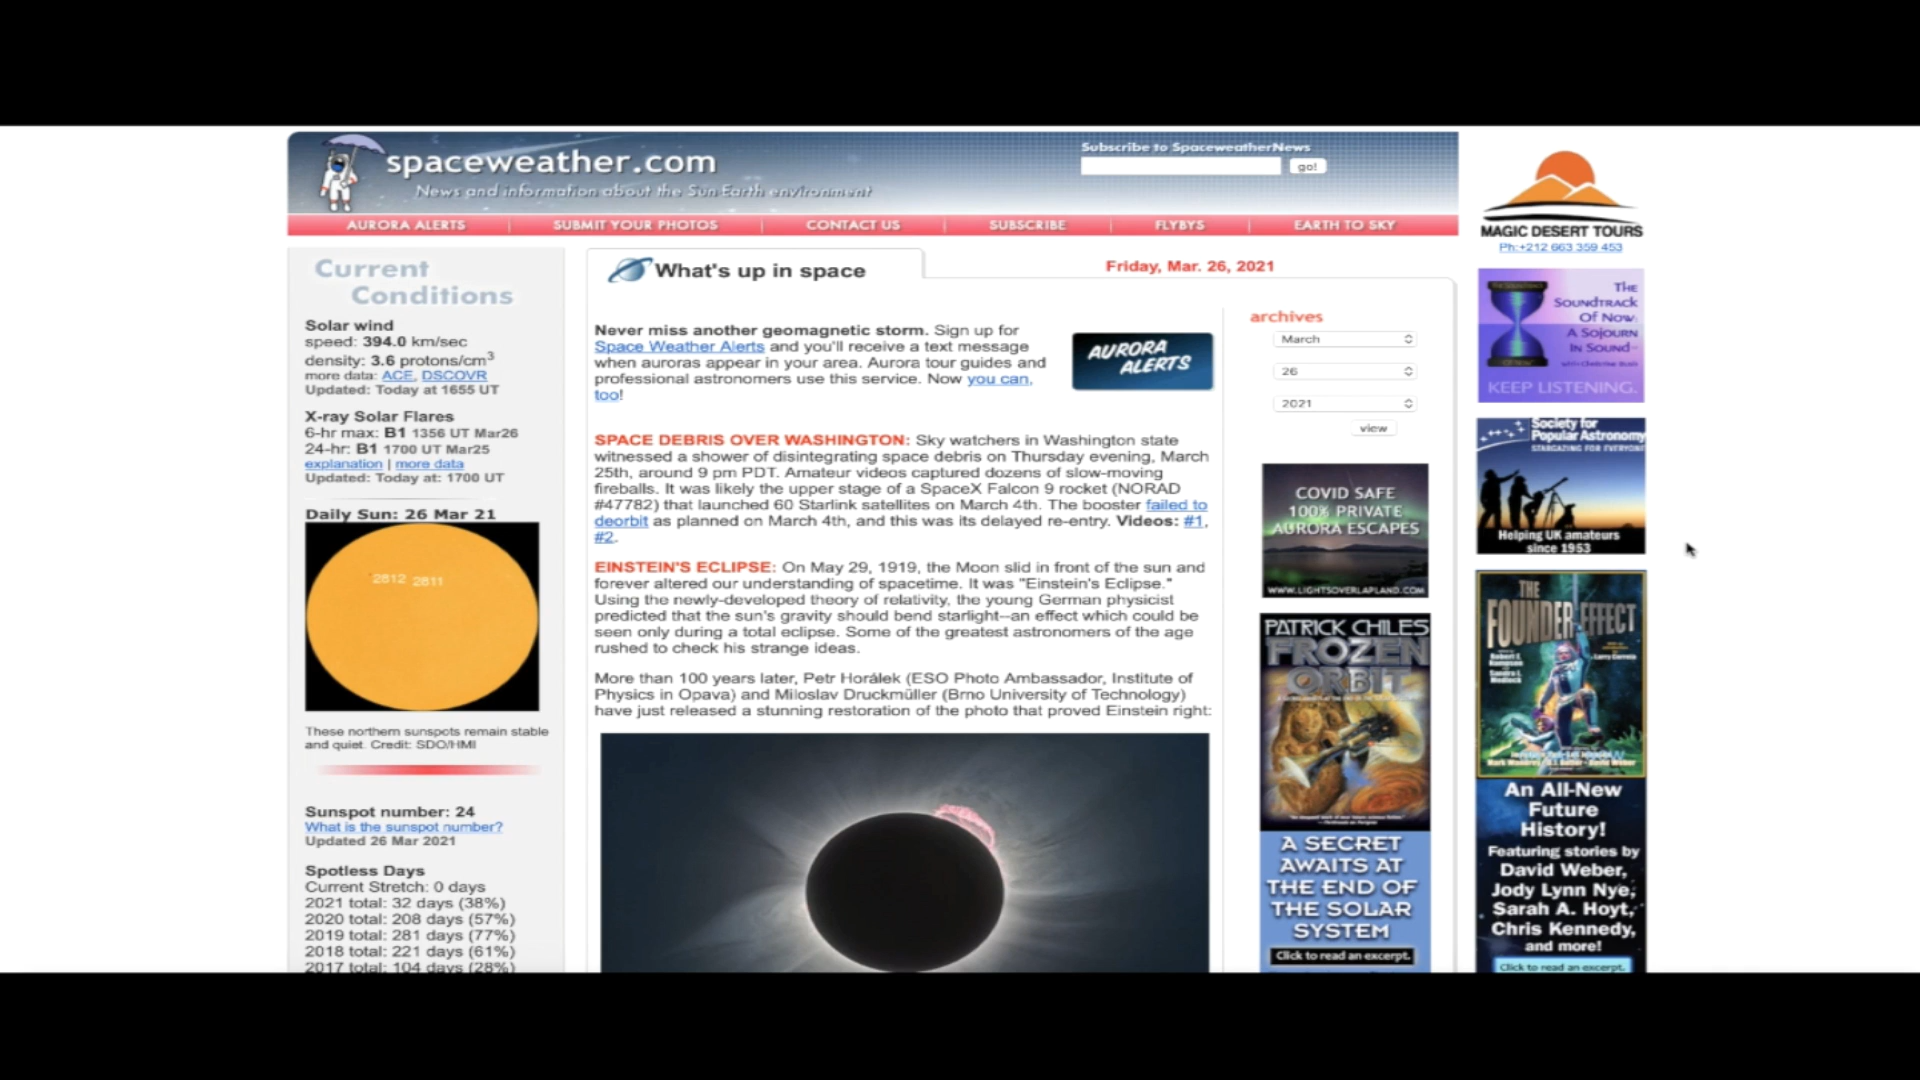 spaceweather.com
News and information about the Sun Earth environment
Subscribe to SpaceweatherNews
go!
AURORA ALERTS
SUBMIT YOUR PHOTOS
CONTACT US
SUBSCRIBE
FLYBYS
EARTH TO SKY
Current
Conditions
Solar wind
speed: 394.0 km/sec
density: 3.6 protons/cm3
more data: ACE, DSCOVR
Updated: Today at 1655 UT
X-ray Solar Flares
6-hr max: B1 1356 UT Mar26
24-hr: B1 1700 UT Mar25
explanation | more data
Updated: Today at: 1700 UT
Daily Sun: 26 Mar 21
2812 2811
These northern sunspots remain stable
and quiet. Credit: SDO/HMI
Sunspot number: 24
What is the sunspot number?
Updated 26 Mar 2021
Spotless Days
Current Stretch: 0 days
2021 total: 32 days (38%)
2020 total: 208 days (57%)
2019 total: 281 days (77%)
2018 total: 221 days (61%)
2017 total: 104 days (28%)
What's up in space
Friday, Mar. 26, 2021
Never miss another geomagnetic storm. Sign up for
Space Weather Alerts and you'll receive a text message
when auroras appear in your area. Aurora tour guides and
professional astronomers use this service. Now you can,
too!
AURORA
ALERTS
SPACE DEBRIS OVER WASHINGTON: Sky watchers in Washington state
witnessed a shower of disintegrating space debris on Thursday evening, March
25th, around 9 pm PDT. Amateur videos captured dozens of slow-moving
fireballs. It was likely the upper stage of a SpaceX Falcon 9 rocket (NORAD
#47782) that launched 60 Starlink satellites on March 4th. The booster failed to
deorbit as planned on March 4th, and this was its delayed re-entry. Videos: #1,
#2.
EINSTEIN'S ECLIPSE: On May 29, 1919, the Moon slid in front of the sun and
forever altered our understanding of spacetime. It was "Einstein's Eclipse."
Using the newly-developed theory of relativity, the young German physicist
predicted that the sun's gravity should bend starlight--an effect which could be
seen only during a total eclipse. Some of the greatest astronomers of the age
rushed to check his strange ideas.
More than 100 years later, Petr Horálek (ESO Photo Ambassador, Institute of
Physics in Opava) and Miloslav Druckmüller (Brno University of Technology)
have just released a stunning restoration of the photo that proved Einstein right:
archives
March
26
2021
view
COVID SAFE
100% PRIVATE
AURORA ESCAPES
WWW.LIGHTSOVERLAPLAND.COM
PATRICK CHILES
FROZEN
ORBIT
A SECRET
AWAITS AT
THE END OF
THE SOLAR
SYSTEM
Click to read an excerpt.
MAGIC DESERT TOURS
Ph:+212 663 359 453
THE
SOUNDTRACK
OF NOW:
A SOJOURN
IN SOUND
KEEP LISTENING.
Society for
Popular Astronomy
STARGAZING FOR EVERYONE
Helping UK amateurs
since 1953
THE
FOUNDER EFFECT
An All-New
Future
History!
Featuring stories by
David Weber,
Jody Lynn Nye,
Sarah A. Hoyt,
Chris Kennedy,
and more!
Click to read an excerpt.